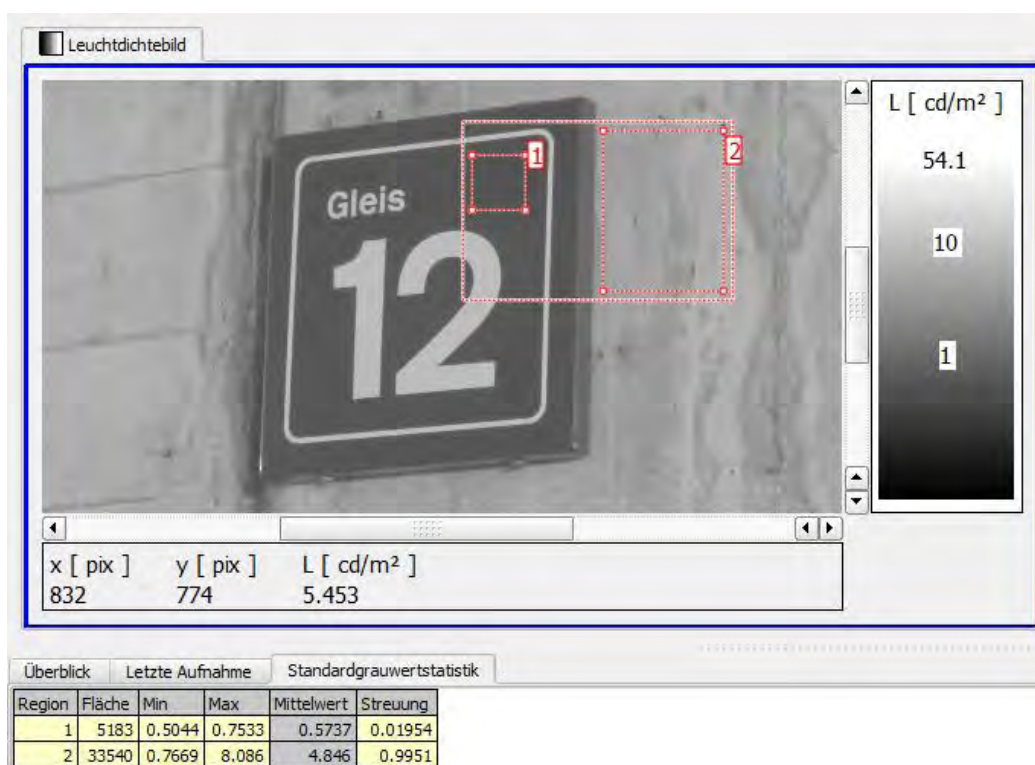 Leuchtdichtebild
L [ cd/m² ]
54.1
10
1
1
2
Gleis
12
x [ pix ] y [ pix ] L [ cd/m² ]
832 774 5.453
Überblick Letzte Aufnahme Standardgrauwertstatistik
Region Fläche Min Max Mittelwert Streuung
1 5183 0.5044 0.7533 0.5737 0.01954
2 33540 0.7669 8.086 4.846 0.9951